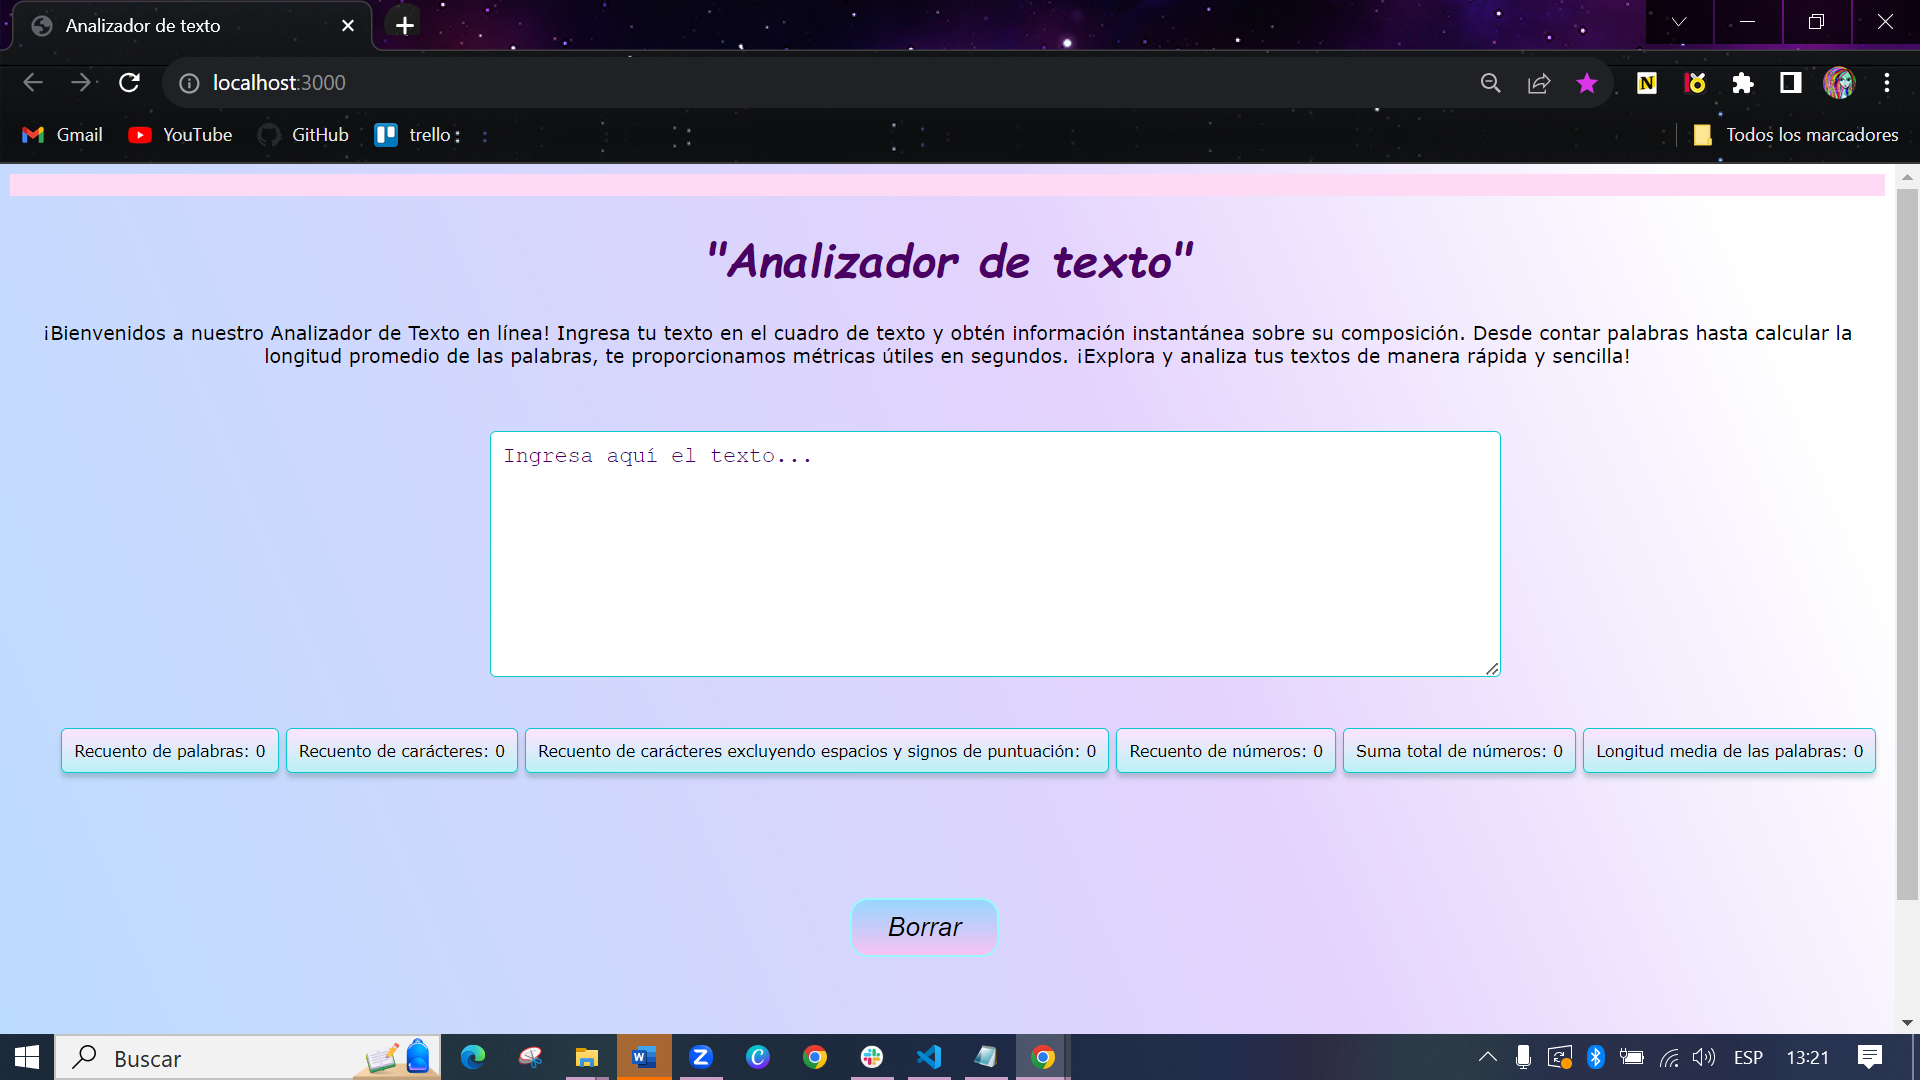 Analizador de texto
localhost:3000
N
Gmail YouTube GitHub trello Todos los marcadores
"Analizador de texto"
¡Bienvenidos a nuestro Analizador de Texto en línea! Ingresa tu texto en el cuadro de texto y obtén información instantánea sobre su composición. Desde contar palabras hasta calcular la
longitud promedio de las palabras, te proporcionamos métricas útiles en segundos. ¡Explora y analiza tus textos de manera rápida y sencilla!
Ingresa aquí el texto...
Recuento de palabras: 0 Recuento de carácteres: 0 Recuento de carácteres excluyendo espacios y signos de puntuación: 0 Recuento de números: 0 Suma total de números: 0 Longitud media de las palabras: 0
Borrar
Buscar W Z C ESP 13:21